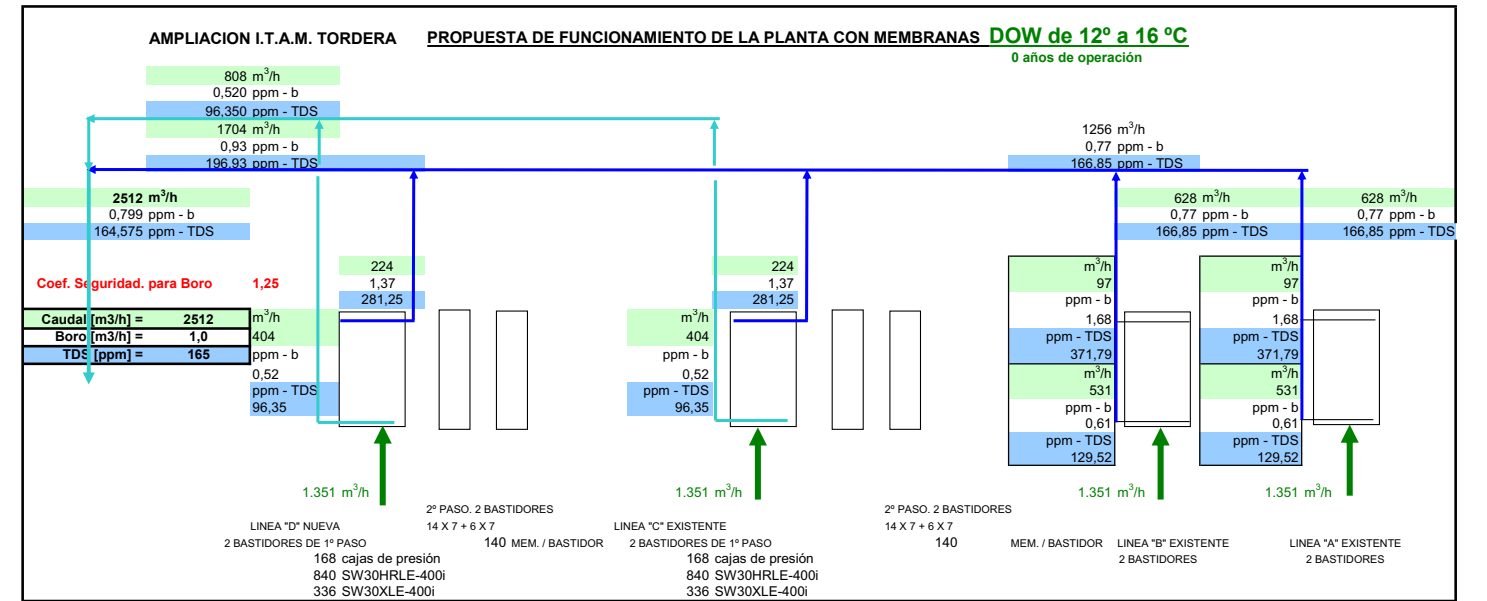 AMPLIACION I.T.A.M. TORDERA PROPUESTA DE FUNCIONAMIENTO DE LA PLANTA CON MEMBRANAS DOW de 12º a 16 ºC
0 años de operación
808 m³/h
0,520 ppm - b
96,350 ppm - TDS
1704 m³/h
0,93 ppm - b
196,93 ppm - TDS
1256 m³/h
0,77 ppm - b
166,85 ppm - TDS
2512 m³/h
0,799 ppm - b
164,575 ppm - TDS
628 m³/h
0,77 ppm - b
166,85 ppm - TDS
628 m³/h
0,77 ppm - b
166,85 ppm - TDS
Coef. Seguridad. para Boro 1,25
Caudal [m3/h] = 2512
Boro [m3/h] = 1,0
TDS [ppm] = 165
224
1,37
281,25
m³/h
404
ppm - b
0,52
ppm - TDS
96,35
224
1,37
281,25
m³/h
404
ppm - b
0,52
ppm - TDS
96,35
m³/h
97
ppm - b
1,68
ppm - TDS
371,79
m³/h
531
ppm - b
0,61
ppm - TDS
129,52
m³/h
97
ppm - b
1,68
ppm - TDS
371,79
m³/h
531
ppm - b
0,61
ppm - TDS
129,52
1.351 m³/h
1.351 m³/h
1.351 m³/h
1.351 m³/h
LINEA "D" NUEVA
2 BASTIDORES DE 1º PASO
168 cajas de presión
840 SW30HRLE-400i
336 SW30XLE-400i
2º PASO. 2 BASTIDORES
14 X 7 + 6 X 7
140 MEM. / BASTIDOR
LINEA "C" EXISTENTE
2 BASTIDORES DE 1º PASO
168 cajas de presión
840 SW30HRLE-400i
336 SW30XLE-400i
2º PASO. 2 BASTIDORES
14 X 7 + 6 X 7
140 MEM. / BASTIDOR
LINEA "B" EXISTENTE
2 BASTIDORES
LINEA "A" EXISTENTE
2 BASTIDORES